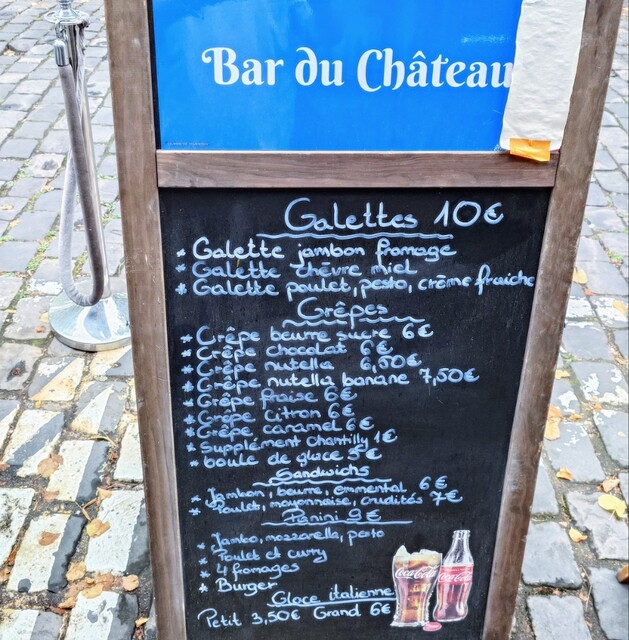 Bar du Château
Galettes 10€
* Galette jambon fromage
* Galette chèvre miel
* Galette poulet, pesto, crème fraiche
Crêpes
* Crêpe beurre sucre 6€
* Crêpe chocolat 6€
* Crêpe nutella 6,50€
* Crêpe nutella banane 7,50€
* Crêpe fraise 6€
* Crêpe citron 6€
* Crêpe caramel 6€
* Supplément chantilly 1€
* boule de glace
Sandwichs
* Jambon, beurre, emmental 6€
* Poulet, mayonnaise, crudités 7€
Panini 9€
* Jambo, mozzarella, pesto
* Poulet et curry
* 4 fromages
* Burger
Glace italienne
Petit 3,50€ Grand 6€
Coca-Cola
Coca-Cola